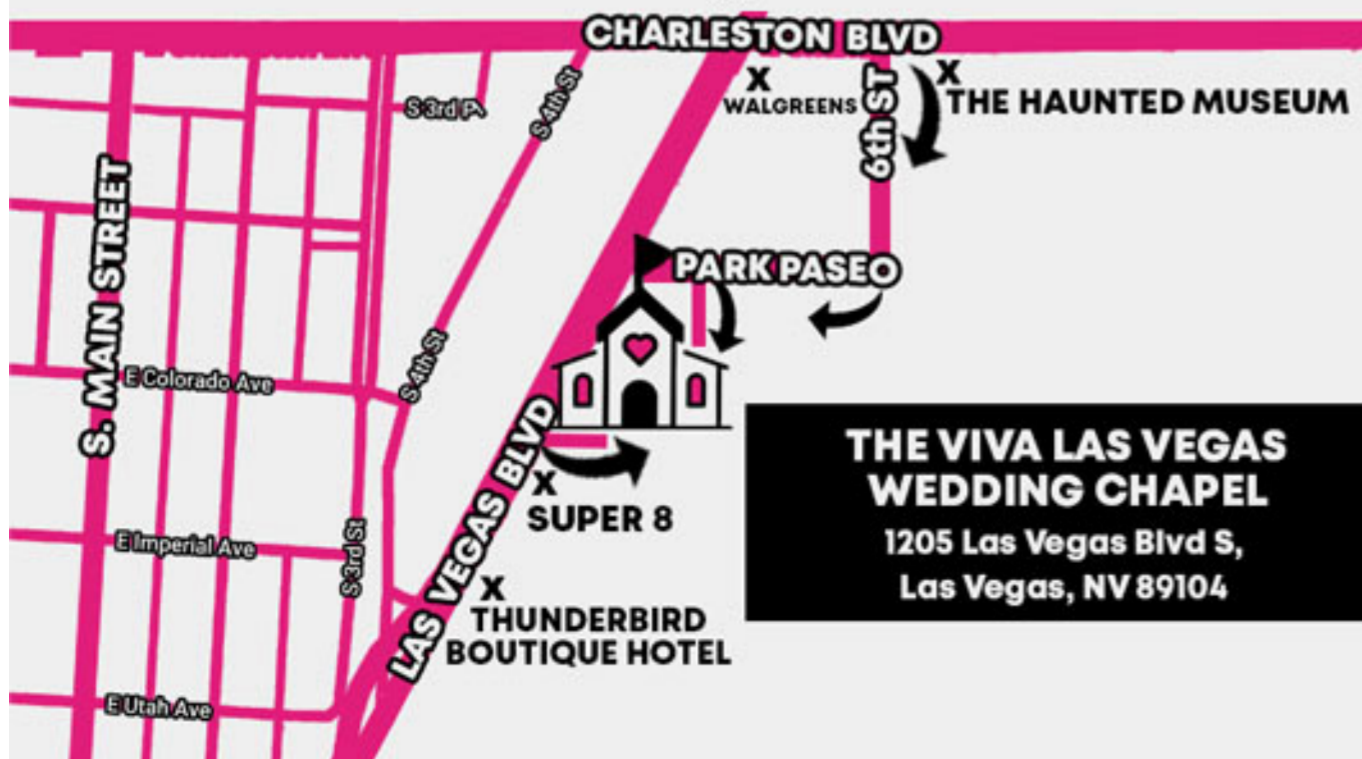 CHARLESTON BLVD
X
WALGREENS
6th ST
X
THE HAUNTED MUSEUM
S 3rd Pl
S 4th St
S. MAIN STREET
PARK PASEO
E Colorado Ave
S 4th St
LAS VEGAS BLVD
X
SUPER 8
THE VIVA LAS VEGAS
WEDDING CHAPEL
1205 Las Vegas Blvd S,
Las Vegas, NV 89104
E Imperial Ave
S 3rd St
X
THUNDERBIRD
BOUTIQUE HOTEL
E Utah Ave